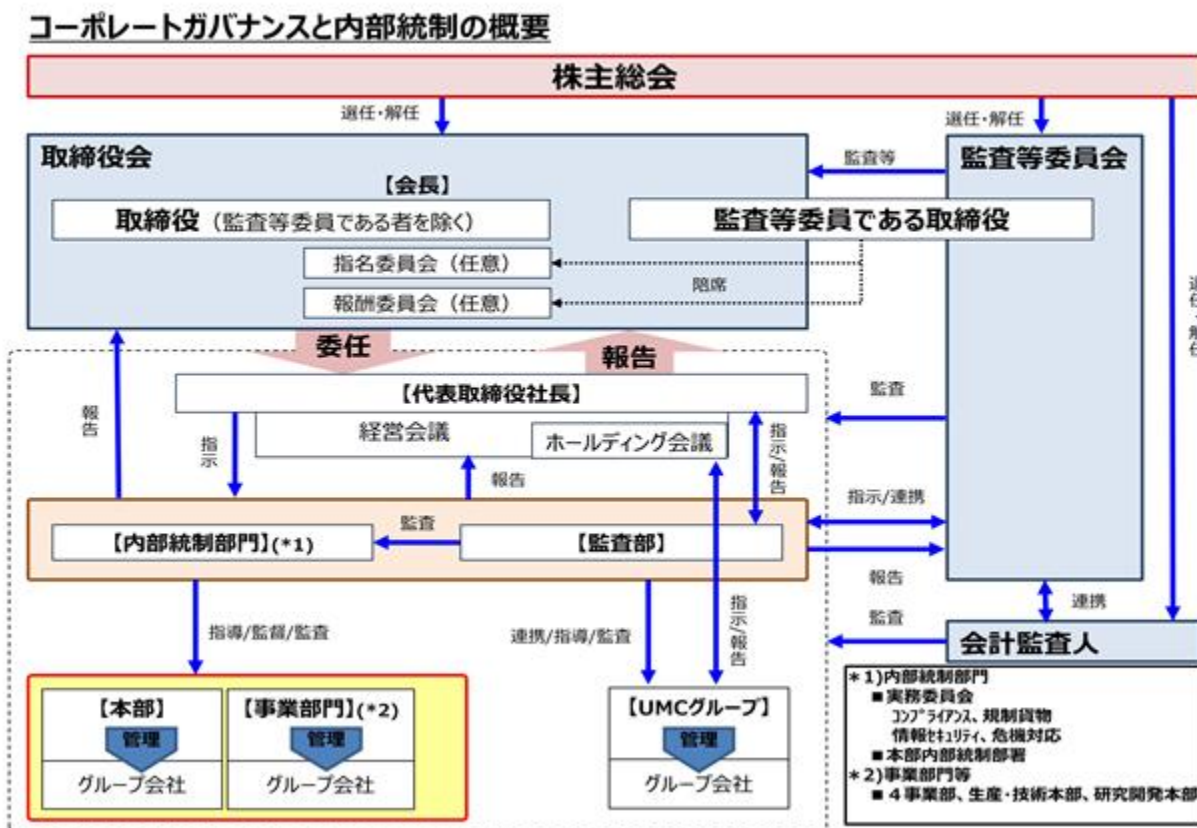 コーポレートガバナンスと内部統制の概要
株主総会
選任・解任
選任・解任
取締役会
監査等
監査等委員会
【会長】
取締役（監査等委員である者を除く）
監査等委員である取締役
指名委員会（任意）
陪席
報酬委員会（任意）
選任・解任
委任
報告
【代表取締役社長】
監査
報告
指示
経営会議
ホールディング会議
指示/報告
報告
指示/連携
監査
【内部統制部門】(*1)
【監査部】
報告
連携
指導/監督/監査
連携/指導/監査
指示/報告
監査
会計監査人
【本部】
【事業部門】(*2)
【UMCグループ】
管理
管理
管理
グループ会社
グループ会社
グループ会社
*1)内部統制部門
■実務委員会
ｺﾝﾌﾟﾗｲｱﾝｽ、規制貨物
情報ｾｷｭﾘﾃｨ、危機対応
■本部内部統制部署
*2)事業部門等
■４事業部、生産・技術本部、研究開発本部